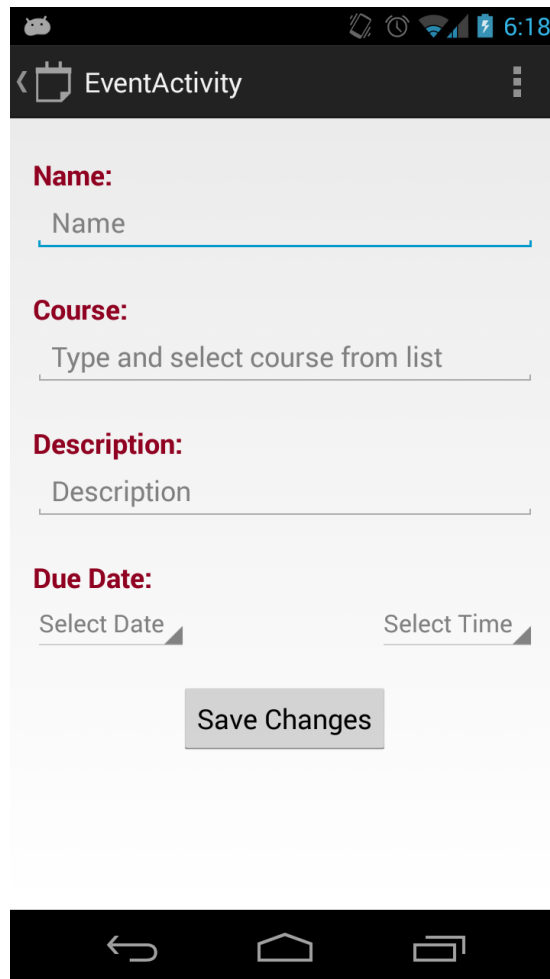 6:18
EventActivity
Name:
Name
Course:
Type and select course from list
Description:
Description
Due Date:
Select Date Select Time
Save Changes